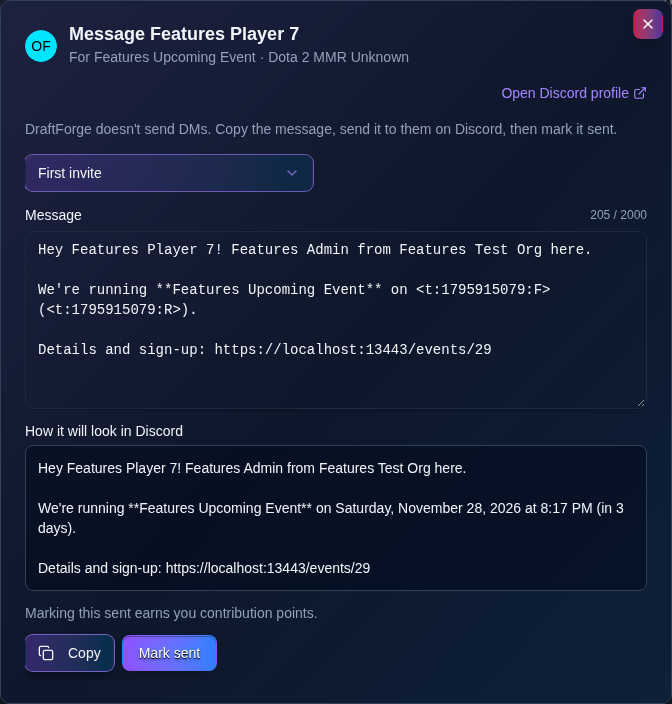 OF
Message Features Player 7
For Features Upcoming Event · Dota 2 MMR Unknown
Open Discord profile
DraftForge doesn't send DMs. Copy the message, send it to them on Discord, then mark it sent.
First invite
Message
205 / 2000
Hey Features Player 7! Features Admin from Features Test Org here.
We're running **Features Upcoming Event** on <t:1795915079:F>
(<t:1795915079:R>).
Details and sign-up: https://localhost:13443/events/29
How it will look in Discord
Hey Features Player 7! Features Admin from Features Test Org here.
We're running **Features Upcoming Event** on Saturday, November 28, 2026 at 8:17 PM (in 3
days).
Details and sign-up: https://localhost:13443/events/29
Marking this sent earns you contribution points.
Copy
Mark sent